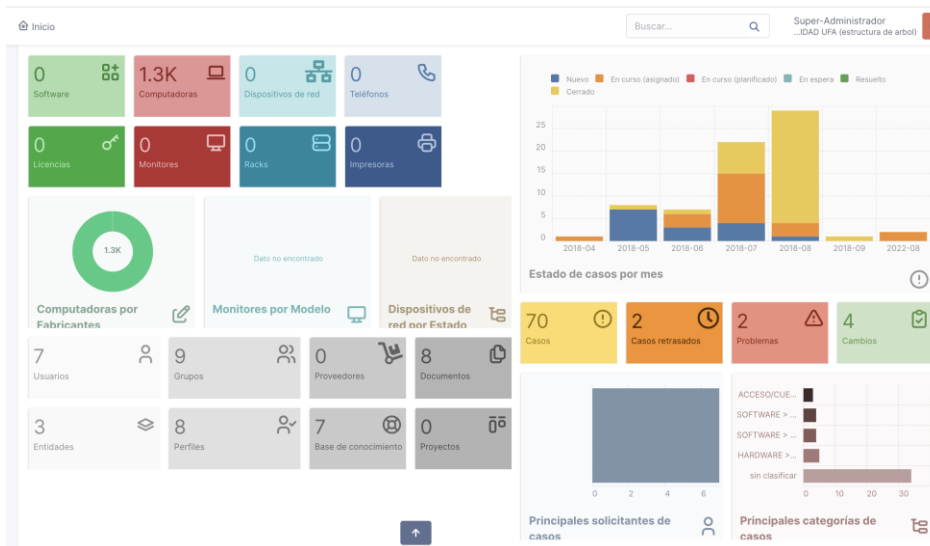 Inicio
Buscar...
Super-Administrador
...IDAD UFA (estructura de arbol)
0
Software
1.3K
Computadoras
0
Dispositivos de red
0
Teléfonos
0
Licencias
0
Monitores
0
Racks
0
Impresoras
1.3K
Computadoras por
Fabricantes
Dato no encontrado
Monitores por Modelo
Dato no encontrado
Dispositivos de
red por Estado
7
Usuarios
9
Grupos
0
Proveedores
8
Documentos
3
Entidades
8
Perfiles
7
Base de conocimiento
0
Proyectos
Nuevo
En curso (asignado)
En curso (planificado)
En espera
Resuelto
Cerrado
25
20
15
10
5
0
2018-04
2018-05
2018-06
2018-07
2018-08
2018-09
2022-08
Estado de casos por mes
70
Casos
2
Casos retrasados
2
Problemas
4
Cambios
0
2
4
6
Principales solicitantes de
casos
ACCESO/CUE...
SOFTWARE > ...
SOFTWARE > ...
HARDWARE >...
sin clasificar
0
10
20
30
Principales categorías de
casos